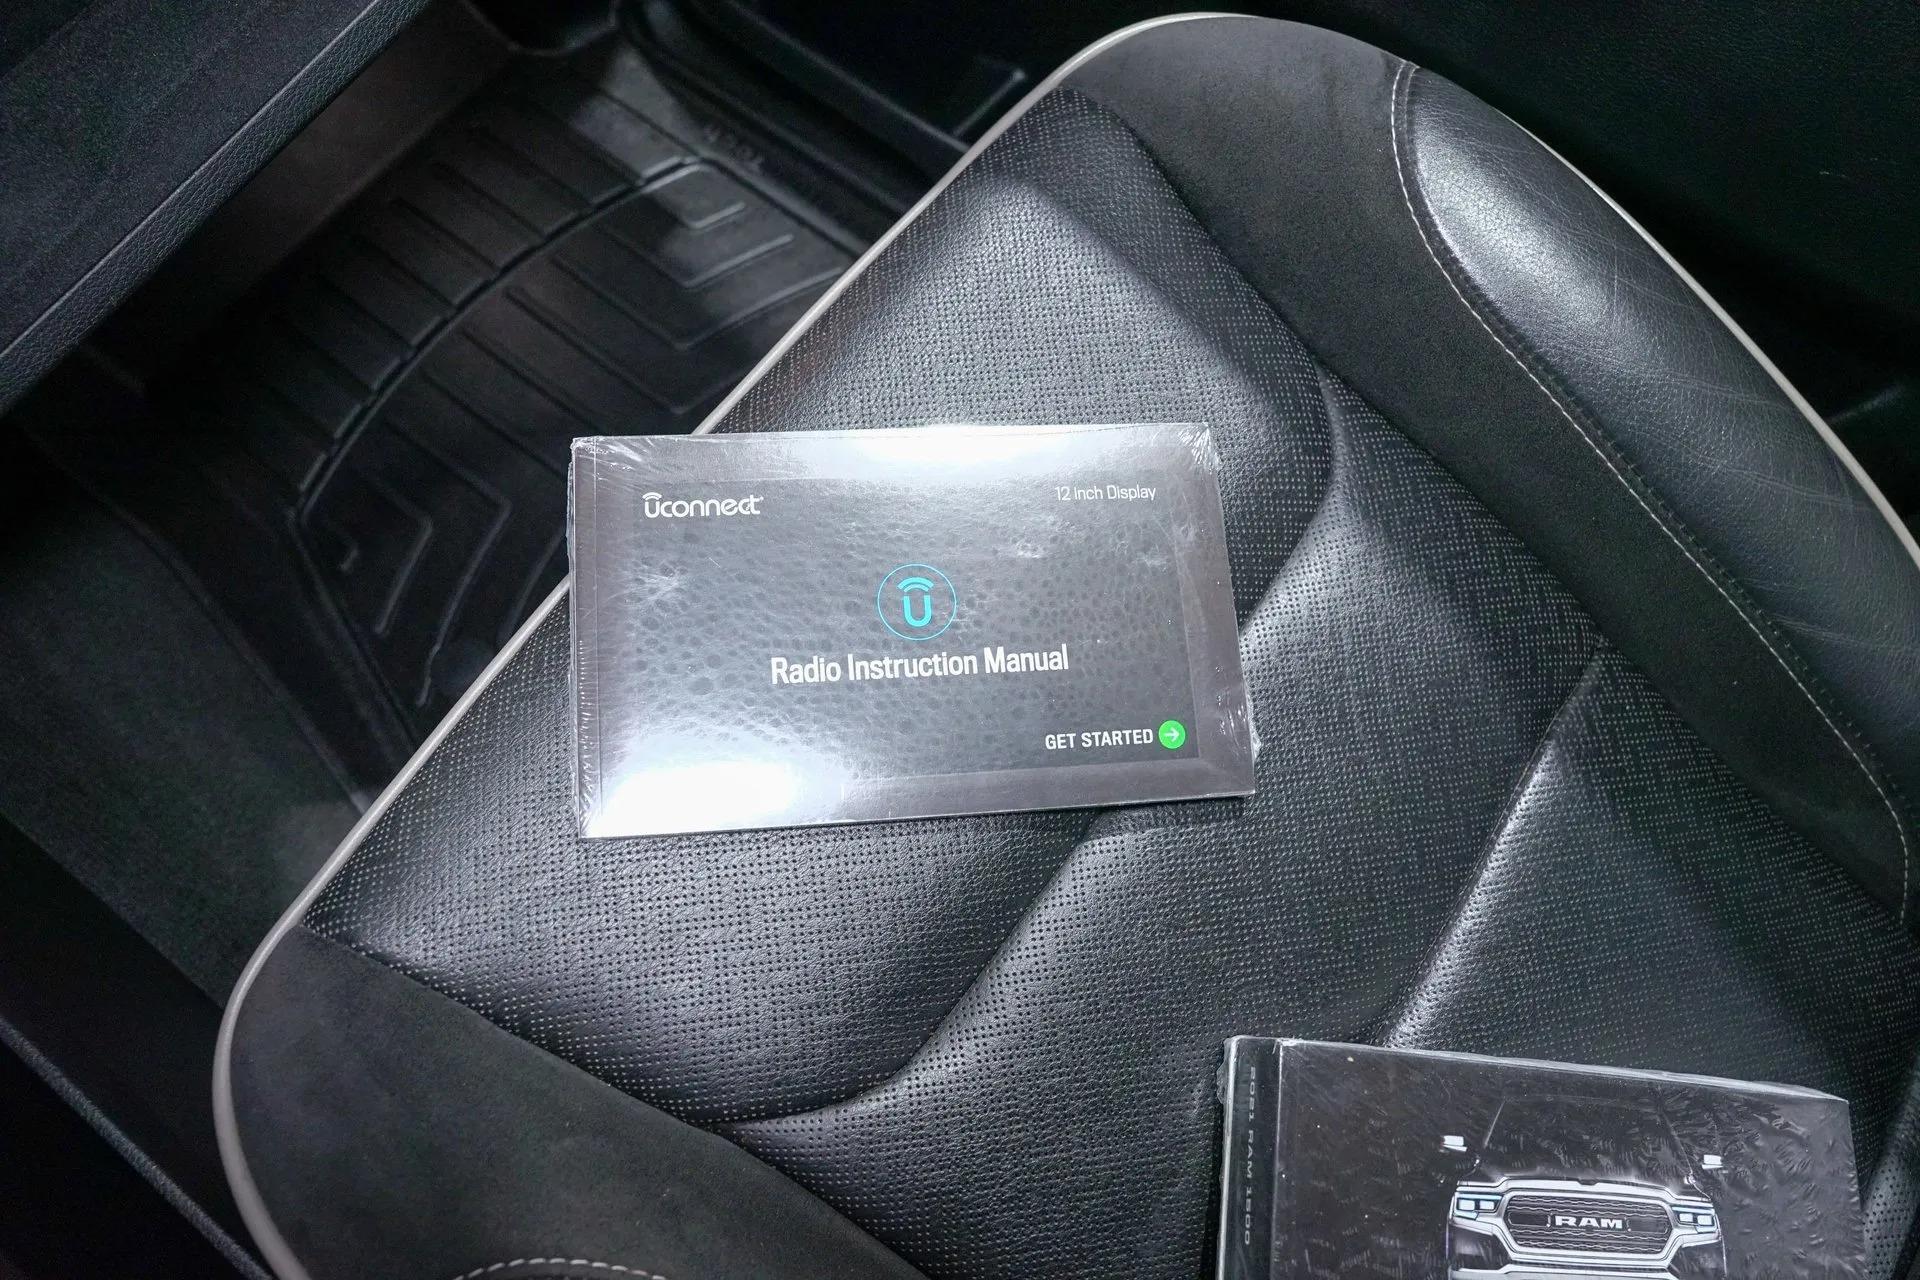 Uconnect
12 inch Display
U
Radio Instruction Manual
GET STARTED
2021 RAM 1500
RAM